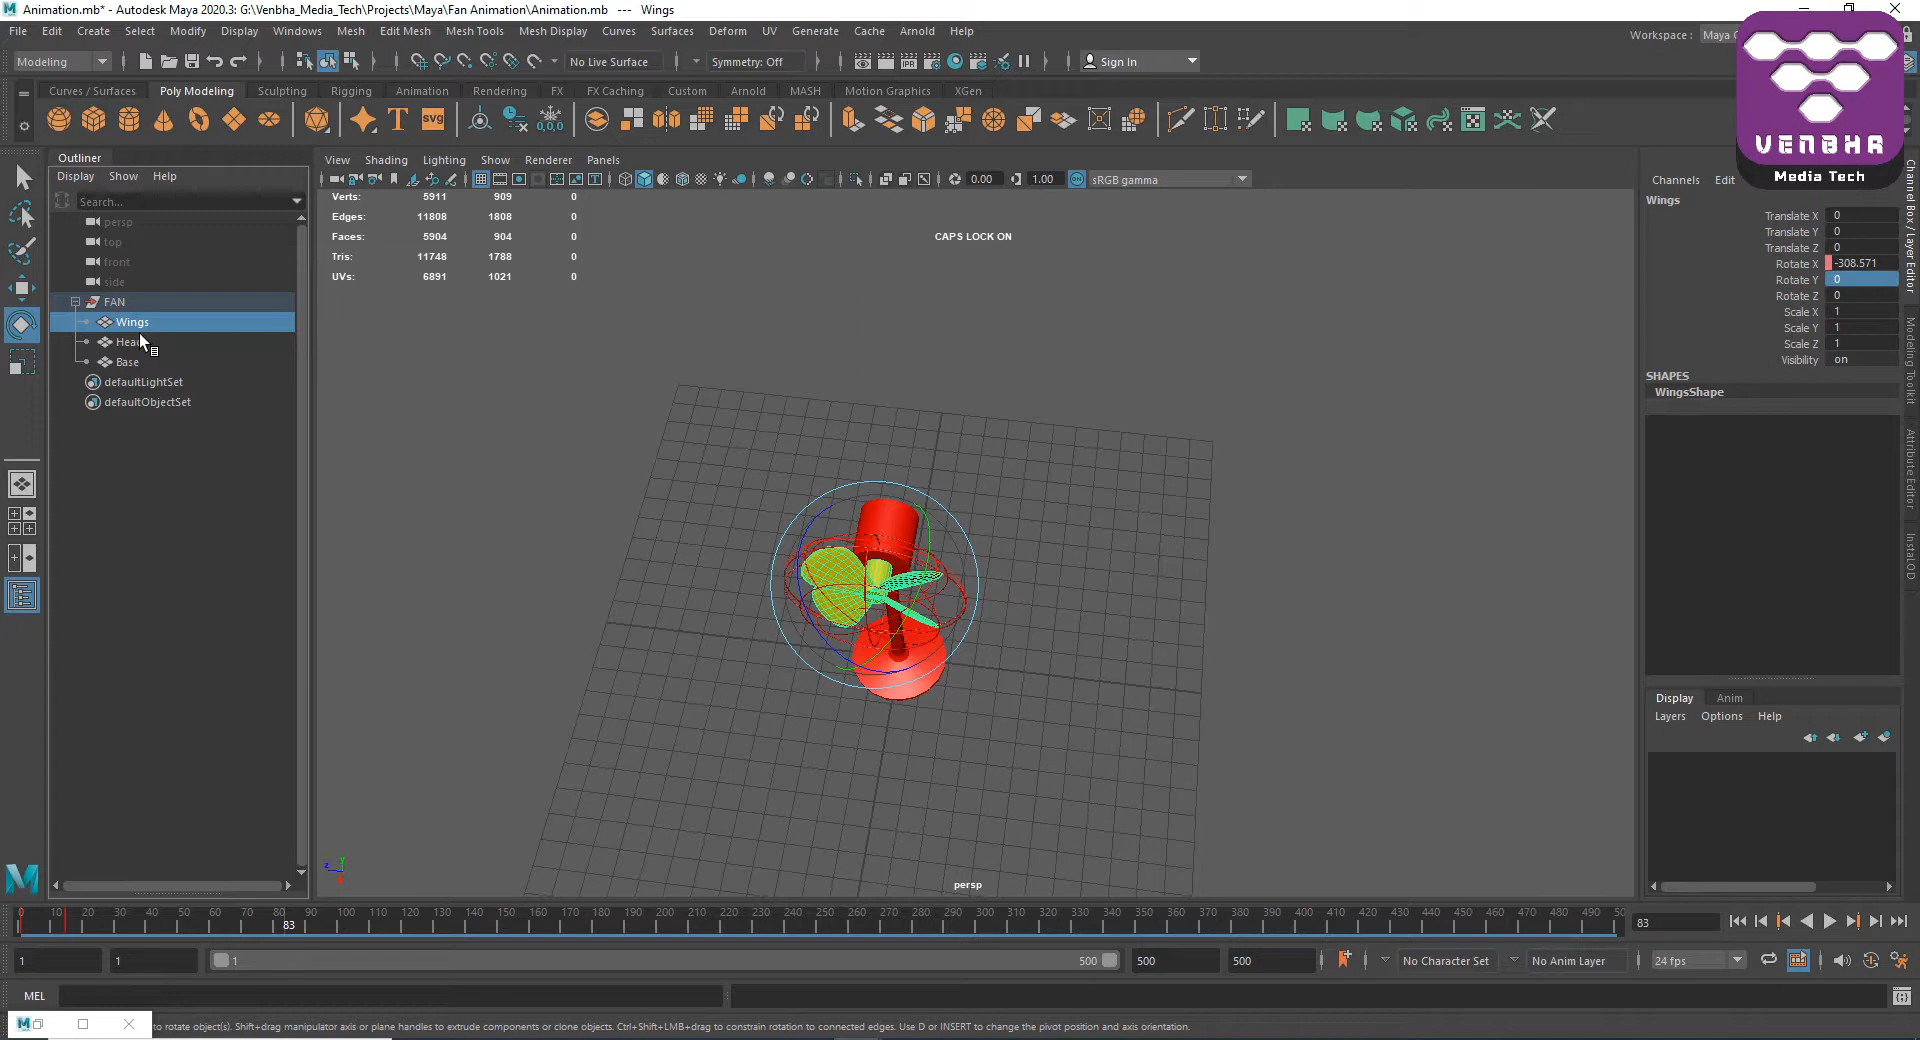 Animation.mb* - Autodesk Maya 2020.3: G:\Venbha_Media_Tech\Projects\Maya\Fan Animation\Animation.mb --- Wings
File Edit Create Select Modify Display Windows Mesh Edit Mesh Mesh Tools Mesh Display Curves Surfaces Deform UV Generate Cache Arnold Help
Workspace :
Modeling No Live Surface Symmetry: Off Sign In
Curves / Surfaces Poly Modeling Sculpting Rigging Animation Rendering FX FX Caching Custom Arnold MASH Motion Graphics XGen
VENBHA
Media Tech
Outliner
Display Show Help
Search...
persp
top
front
side
FAN
Wings
Base
defaultLightSet
defaultObjectSet
View Shading Lighting Show Renderer Panels
0.00 1.00 sRGB gamma
Verts: 5911 909 0
Edges: 11808 1808 0
Faces: 5904 904 0
Tris: 11748 1788 0
UVs: 6891 1021 0
CAPS LOCK ON
persp
Channels Edit
Wings
Translate X 0
Translate Y 0
Translate Z 0
Rotate X -308.571
Rotate Y 0
Rotate Z 0
Scale X 1
Scale Y 1
Scale Z 1
Visibility on
SHAPES
WingsShape
Channel Box / Layer Editor
Modeling Toolkit
Attribute Editor
InstaLOD
Display Anim
Layers Options Help
0 10 20 30 40 50 60 70 80 90 100 110 120 130 140 150 160 170 180 190 200 210 220 230 240 250 260 270 280 290 300 310 320 330 340 350 360 370 380 390 400 410 420 430 440 450 460 470 480 490 50
83
83
1 1 1 500 500 500 No Character Set No Anim Layer 24 fps
MEL
to rotate object(s). Shift+drag manipulator axis or plane handles to extrude components or clone objects. Ctrl+Shift+LMB+drag to constrain rotation to connected edges. Use D or INSERT to change the pivot position and axis orientation.